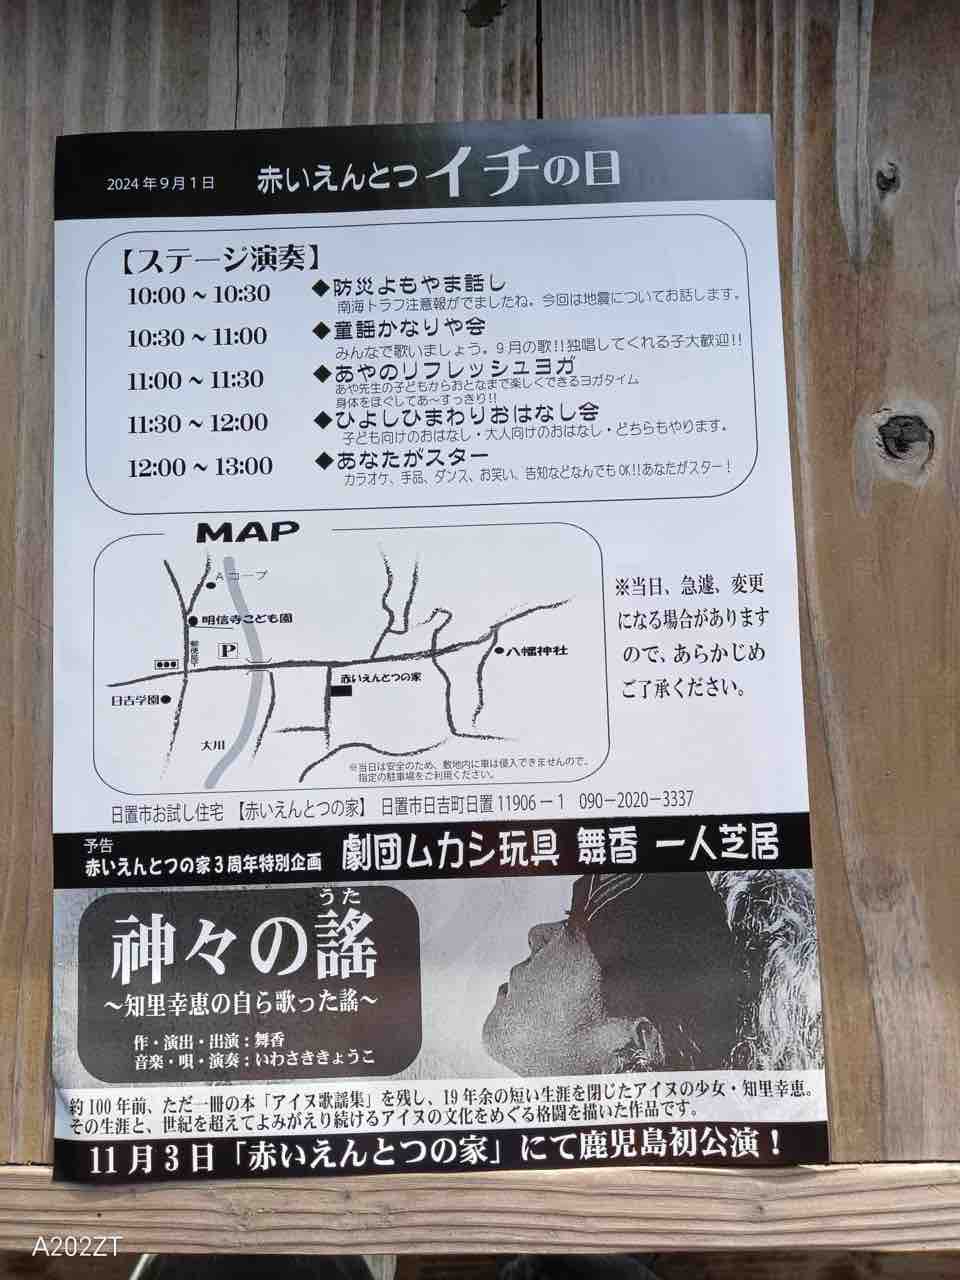 2024年9月1日 赤いえんとつ イチの日
【ステージ演奏】
10:00～10:30 ◆防災よもやま話し
南海トラフ注意報がでましたね。今回は地震についてお話します。
10:30～11:00 ◆童謡かなりや会
みんなで歌いましょう。9月の歌!!独唱してくれる子大歓迎!!
11:00～11:30 ◆あやのリフレッシュヨガ
あや先生の子どもからおとなまで楽しくできるヨガタイム
身体をほぐしてあ～すっきり!!
11:30～12:00 ◆ひよしひまわりおはなし会
子ども向けのおはなし・大人向けのおはなし・どちらもやります。
12:00～13:00 ◆あなたがスター
カラオケ、手品、ダンス、お笑い、告知などなんでもOK!!あなたがスター！
MAP
Aコープ
明信寺こども園
郵便局下
P
八幡神社
赤いえんとつの家
日吉学園
大川
※当日は安全のため、敷地内に車は侵入できませんので、
指定の駐車場をご利用ください。
※当日、急遽、変更
になる場合があります
ので、あらかじめ
ご了承ください。
日置市お試し住宅 【赤いえんとつの家】 日置市日吉町日置11906－1 090-2020-3337
予告
赤いえんとつの家3周年特別企画 劇団ムカシ玩具 舞香 一人芝居
うた
神々の謠
～知里幸恵の自ら歌った謠～
作・演出・出演：舞香
音楽・唄・演奏：いわさききょうこ
約100年前、ただ一冊の本「アイヌ歌謡集」を残し、19年余の短い生涯を閉じたアイヌの少女・知里幸恵。
その生涯と、世紀を超えてよみがえり続けるアイヌの文化をめぐる格闘を描いた作品です。
11月3日「赤いえんとつの家」にて鹿児島初公演！
A202ZT